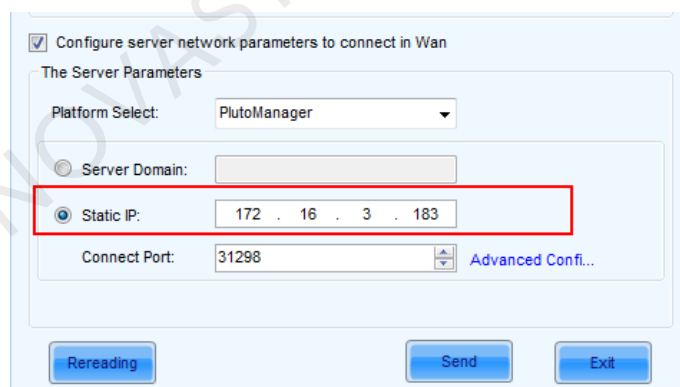 Configure server network parameters to connect in Wan
The Server Parameters
Platform Select: PlutoManager
Server Domain:
Static IP: 172 . 16 . 3 . 183
Connect Port: 31298 Advanced Confi...
Rereading Send Exit